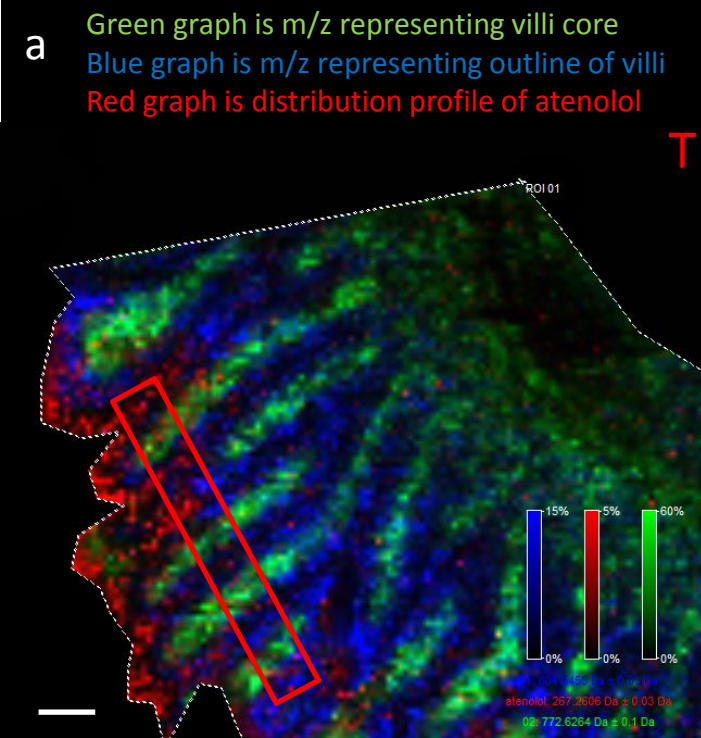 a
Green graph is m/z representing villi core
Blue graph is m/z representing outline of villi
Red graph is distribution profile of atenolol
T
ROI 01
15% 5% 60%
0% 0% 0%
Da ± Da
atenolol: 267.2606 Da ± 0.03 Da
02: 772.6264 Da ± 0.1 Da